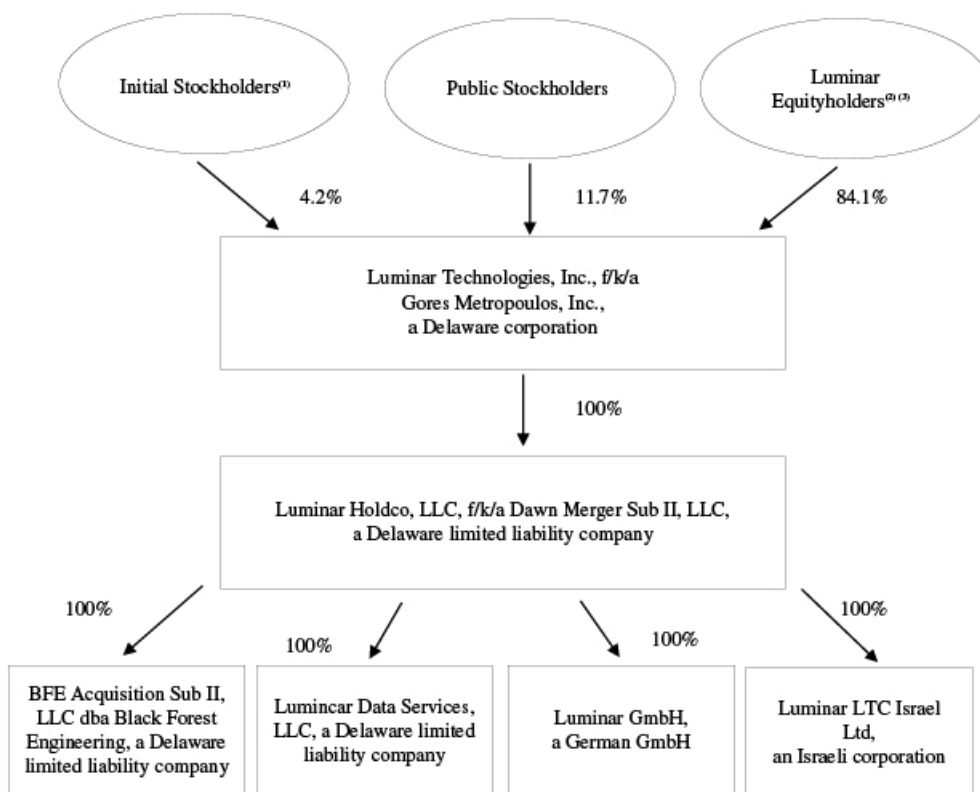 Initial Stockholders(1)
Public Stockholders
Luminar
Equityholders(2) (3)
4.2%
11.7%
84.1%
Luminar Technologies, Inc., f/k/a
Gores Metropoulos, Inc.,
a Delaware corporation
100%
Luminar Holdco, LLC, f/k/a Dawn Merger Sub II, LLC,
a Delaware limited liability company
100%
100%
100%
100%
BFE Acquisition Sub II,
LLC dba Black Forest
Engineering, a Delaware
limited liability company
Lumincar Data Services,
LLC, a Delaware limited
liability company
Luminar GmbH,
a German GmbH
Luminar LTC Israel
Ltd,
an Israeli corporation